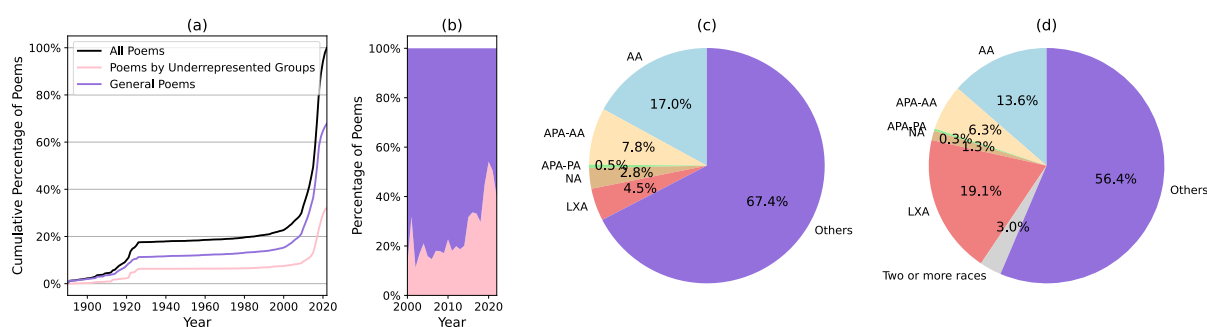 (a)
Cumulative Percentage of Poems
100%
80%
60%
40%
20%
0%
All Poems
Poems by Underrepresented Groups
General Poems
1900
1920
1940
1960
1980
2000
2020
Year
(b)
Percentage of Poems
100%
80%
60%
40%
20%
0%
2000
2010
2020
Year
(c)
AA
17.0%
APA-AA
7.8%
APA-PA
0.5%
NA
2.8%
LXA
4.5%
67.4%
Others
(d)
AA
13.6%
APA-AA
6.3%
APA-PA
0.3%
NA
1.3%
LXA
19.1%
Two or more races
3.0%
56.4%
Others